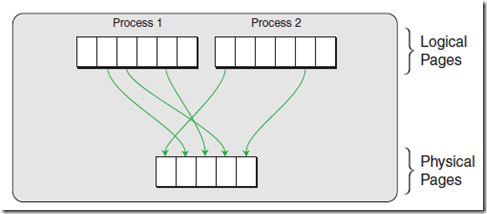 Process 1
Process 2
Logical
Pages
Physical
Pages